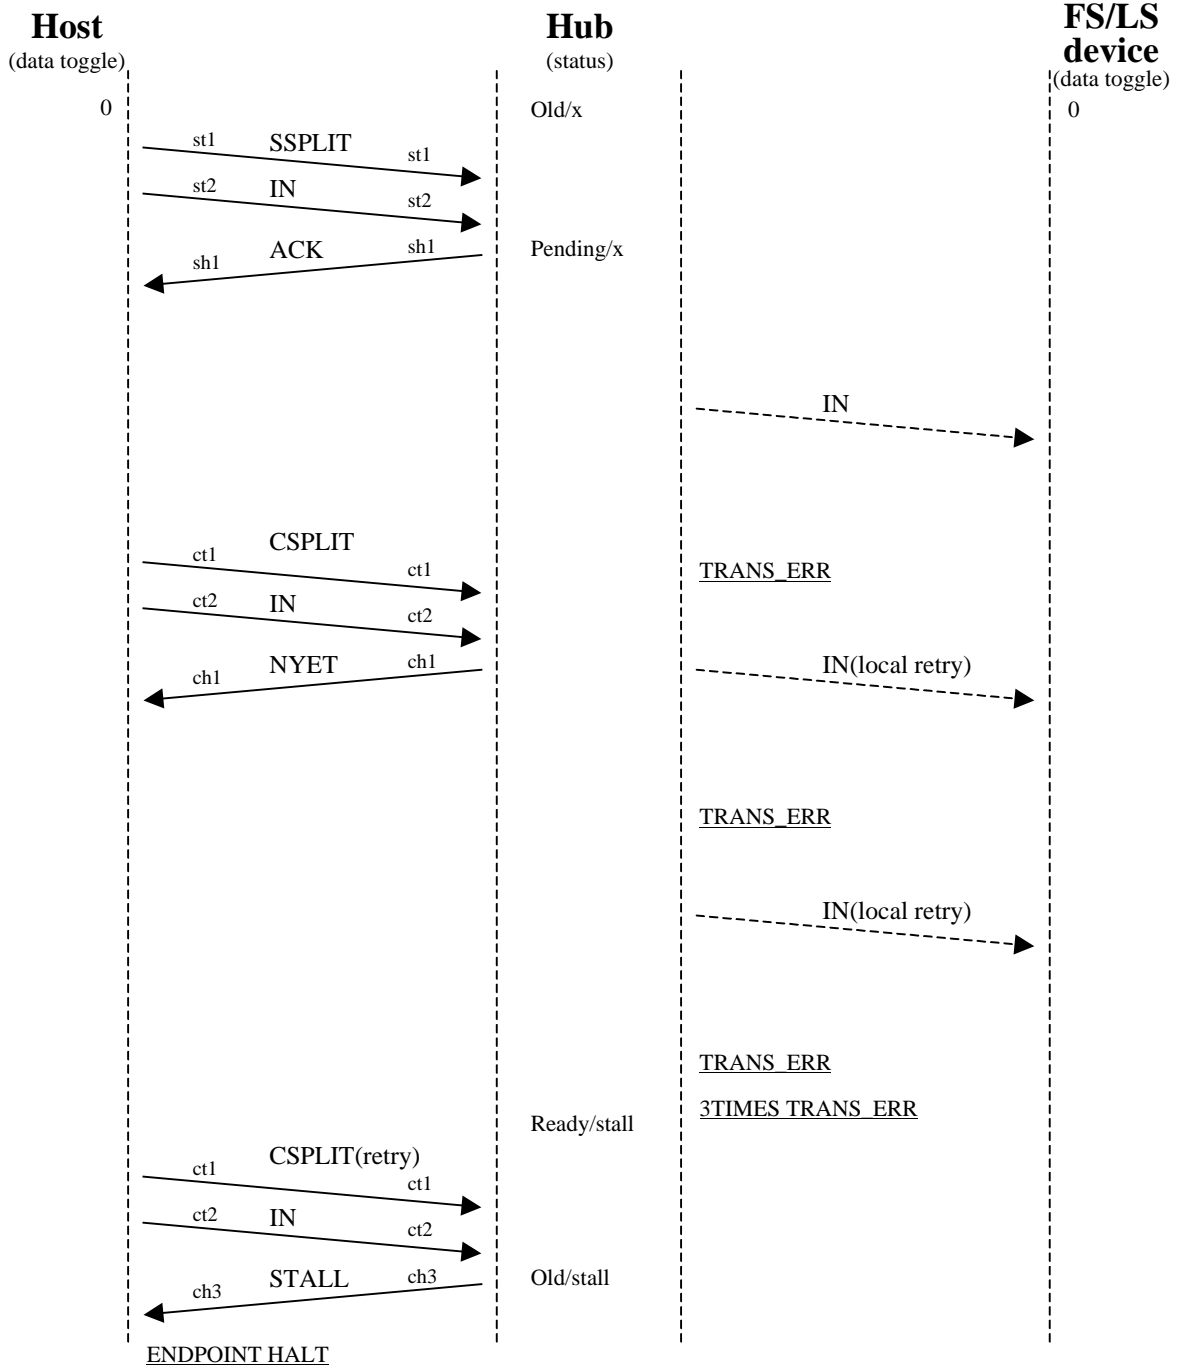 Host
(data toggle)
Hub
(status)
FS/LS
device
(data toggle)
0
Old/x
0
st1
SSPLIT
st1
st2
IN
st2
sh1
ACK
sh1
Pending/x
IN
ct1
CSPLIT
ct1
TRANS_ERR
ct2
IN
ct2
ch1
NYET
ch1
IN(local retry)
TRANS_ERR
IN(local retry)
TRANS_ERR
3TIMES TRANS_ERR
Ready/stall
ct1
CSPLIT(retry)
ct1
ct2
IN
ct2
ch3
STALL
ch3
Old/stall
ENDPOINT HALT